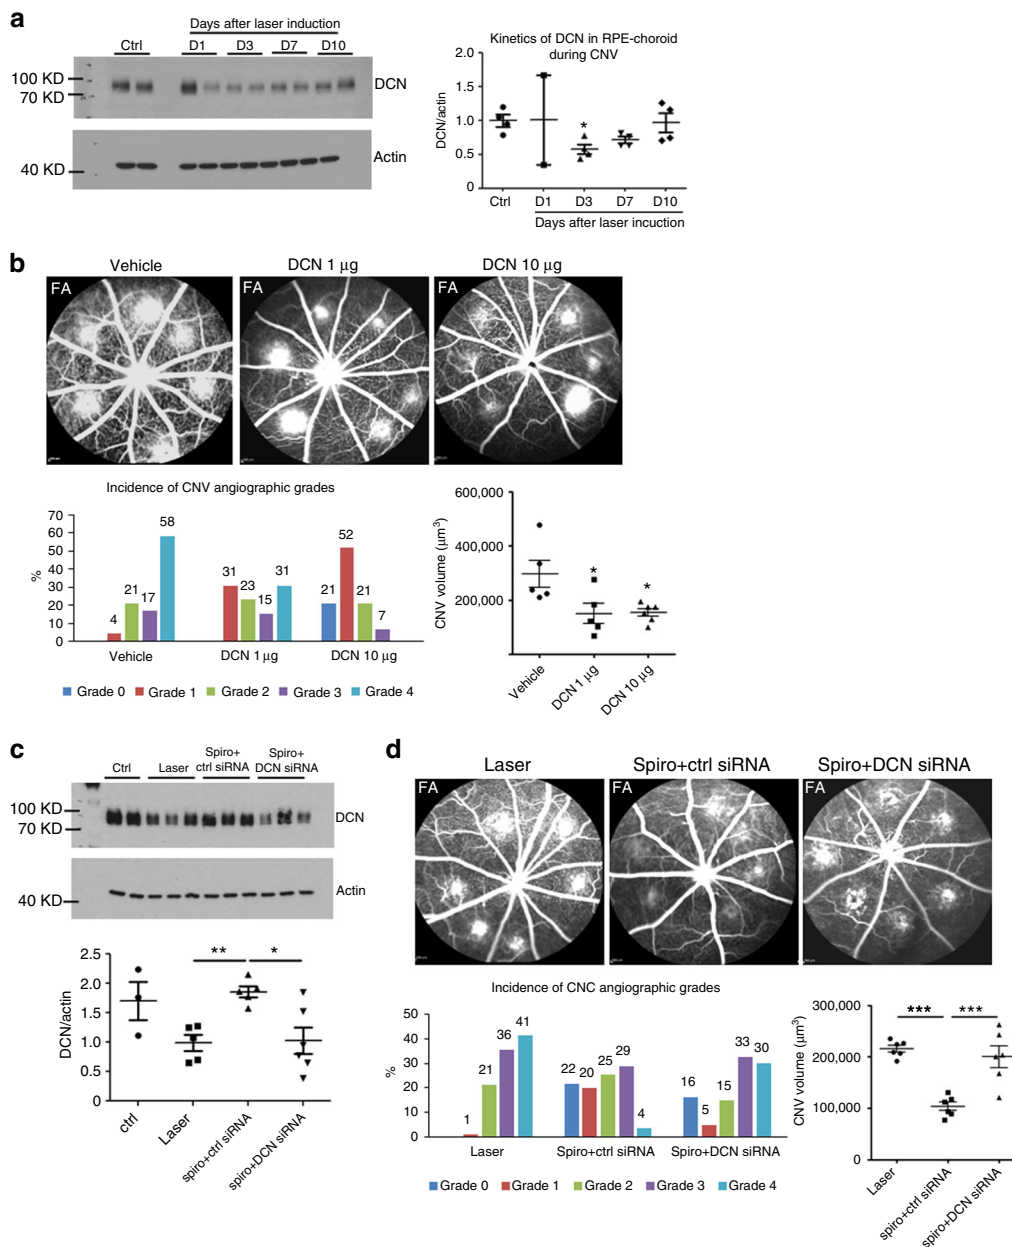 a
Days after laser induction
Ctrl D1 D3 D7 D10
100 KD
70 KD
DCN
40 KD
Actin
Kinetics of DCN in RPE-choroid
during CNV
DCN/actin
2.0
1.5
1.0
0.5
0
*
Ctrl D1 D3 D7 D10
Days after laser incuction
b
Vehicle DCN 1 μg DCN 10 μg
FA FA FA
Incidence of CNV angiographic grades
%
70
60
50
40
30
20
10
0
4 21 17 58
31 23 15 31
21 52 21 7
Vehicle DCN 1 μg DCN 10 μg
Grade 0 Grade 1 Grade 2 Grade 3 Grade 4
CNV volume (μm³)
600,000
400,000
200,000
* *
Vehicle DCN 1 μg DCN 10 μg
c
Ctrl Laser Spiro+ ctrl siRNA Spiro+ DCN siRNA
100 KD
70 KD
DCN
40 KD
Actin
DCN/actin
2.5
2.0
1.5
1.0
0.5
0
** *
ctrl Laser spiro+ctrl siRNA spiro+DCN siRNA
d
Laser Spiro+ctrl siRNA Spiro+DCN siRNA
FA FA FA
Incidence of CNC angiographic grades
%
50
40
30
20
10
0
1 21 36 41
22 20 25 29 4
16 5 15 33 30
Laser Spiro+ctrl siRNA Spiro+DCN siRNA
Grade 0 Grade 1 Grade 2 Grade 3 Grade 4
CNV volume (μm³)
300,000
200,000
100,000
0
*** ***
Laser spiro+ctrl siRNA spiro+DCN siRNA